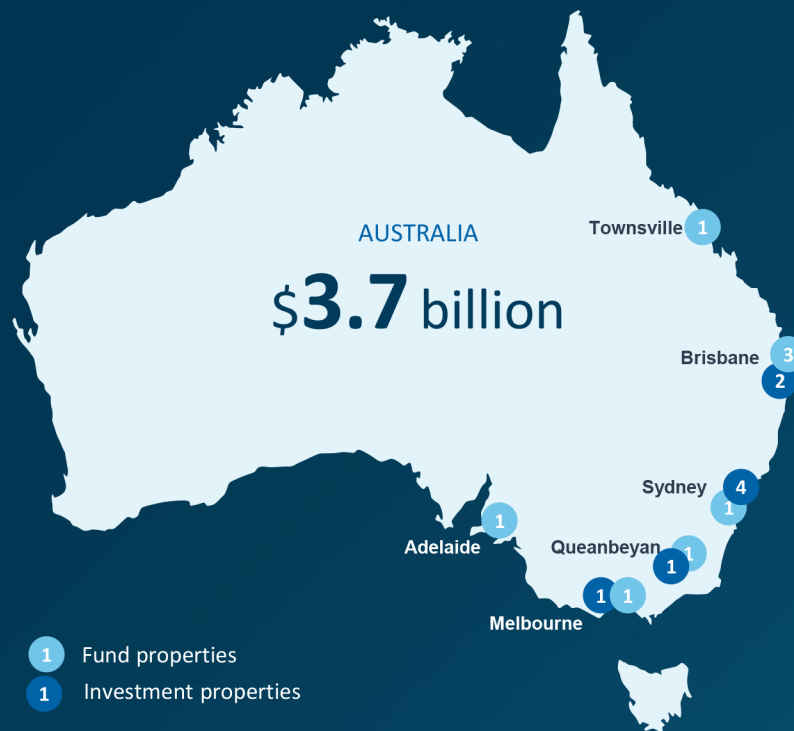 AUSTRALIA
$3.7 billion
Townsville 1
Brisbane 3
2
Sydney 4
1
Adelaide 1
Queanbeyan 1
1
Melbourne 1 1
1 Fund properties
1 Investment properties